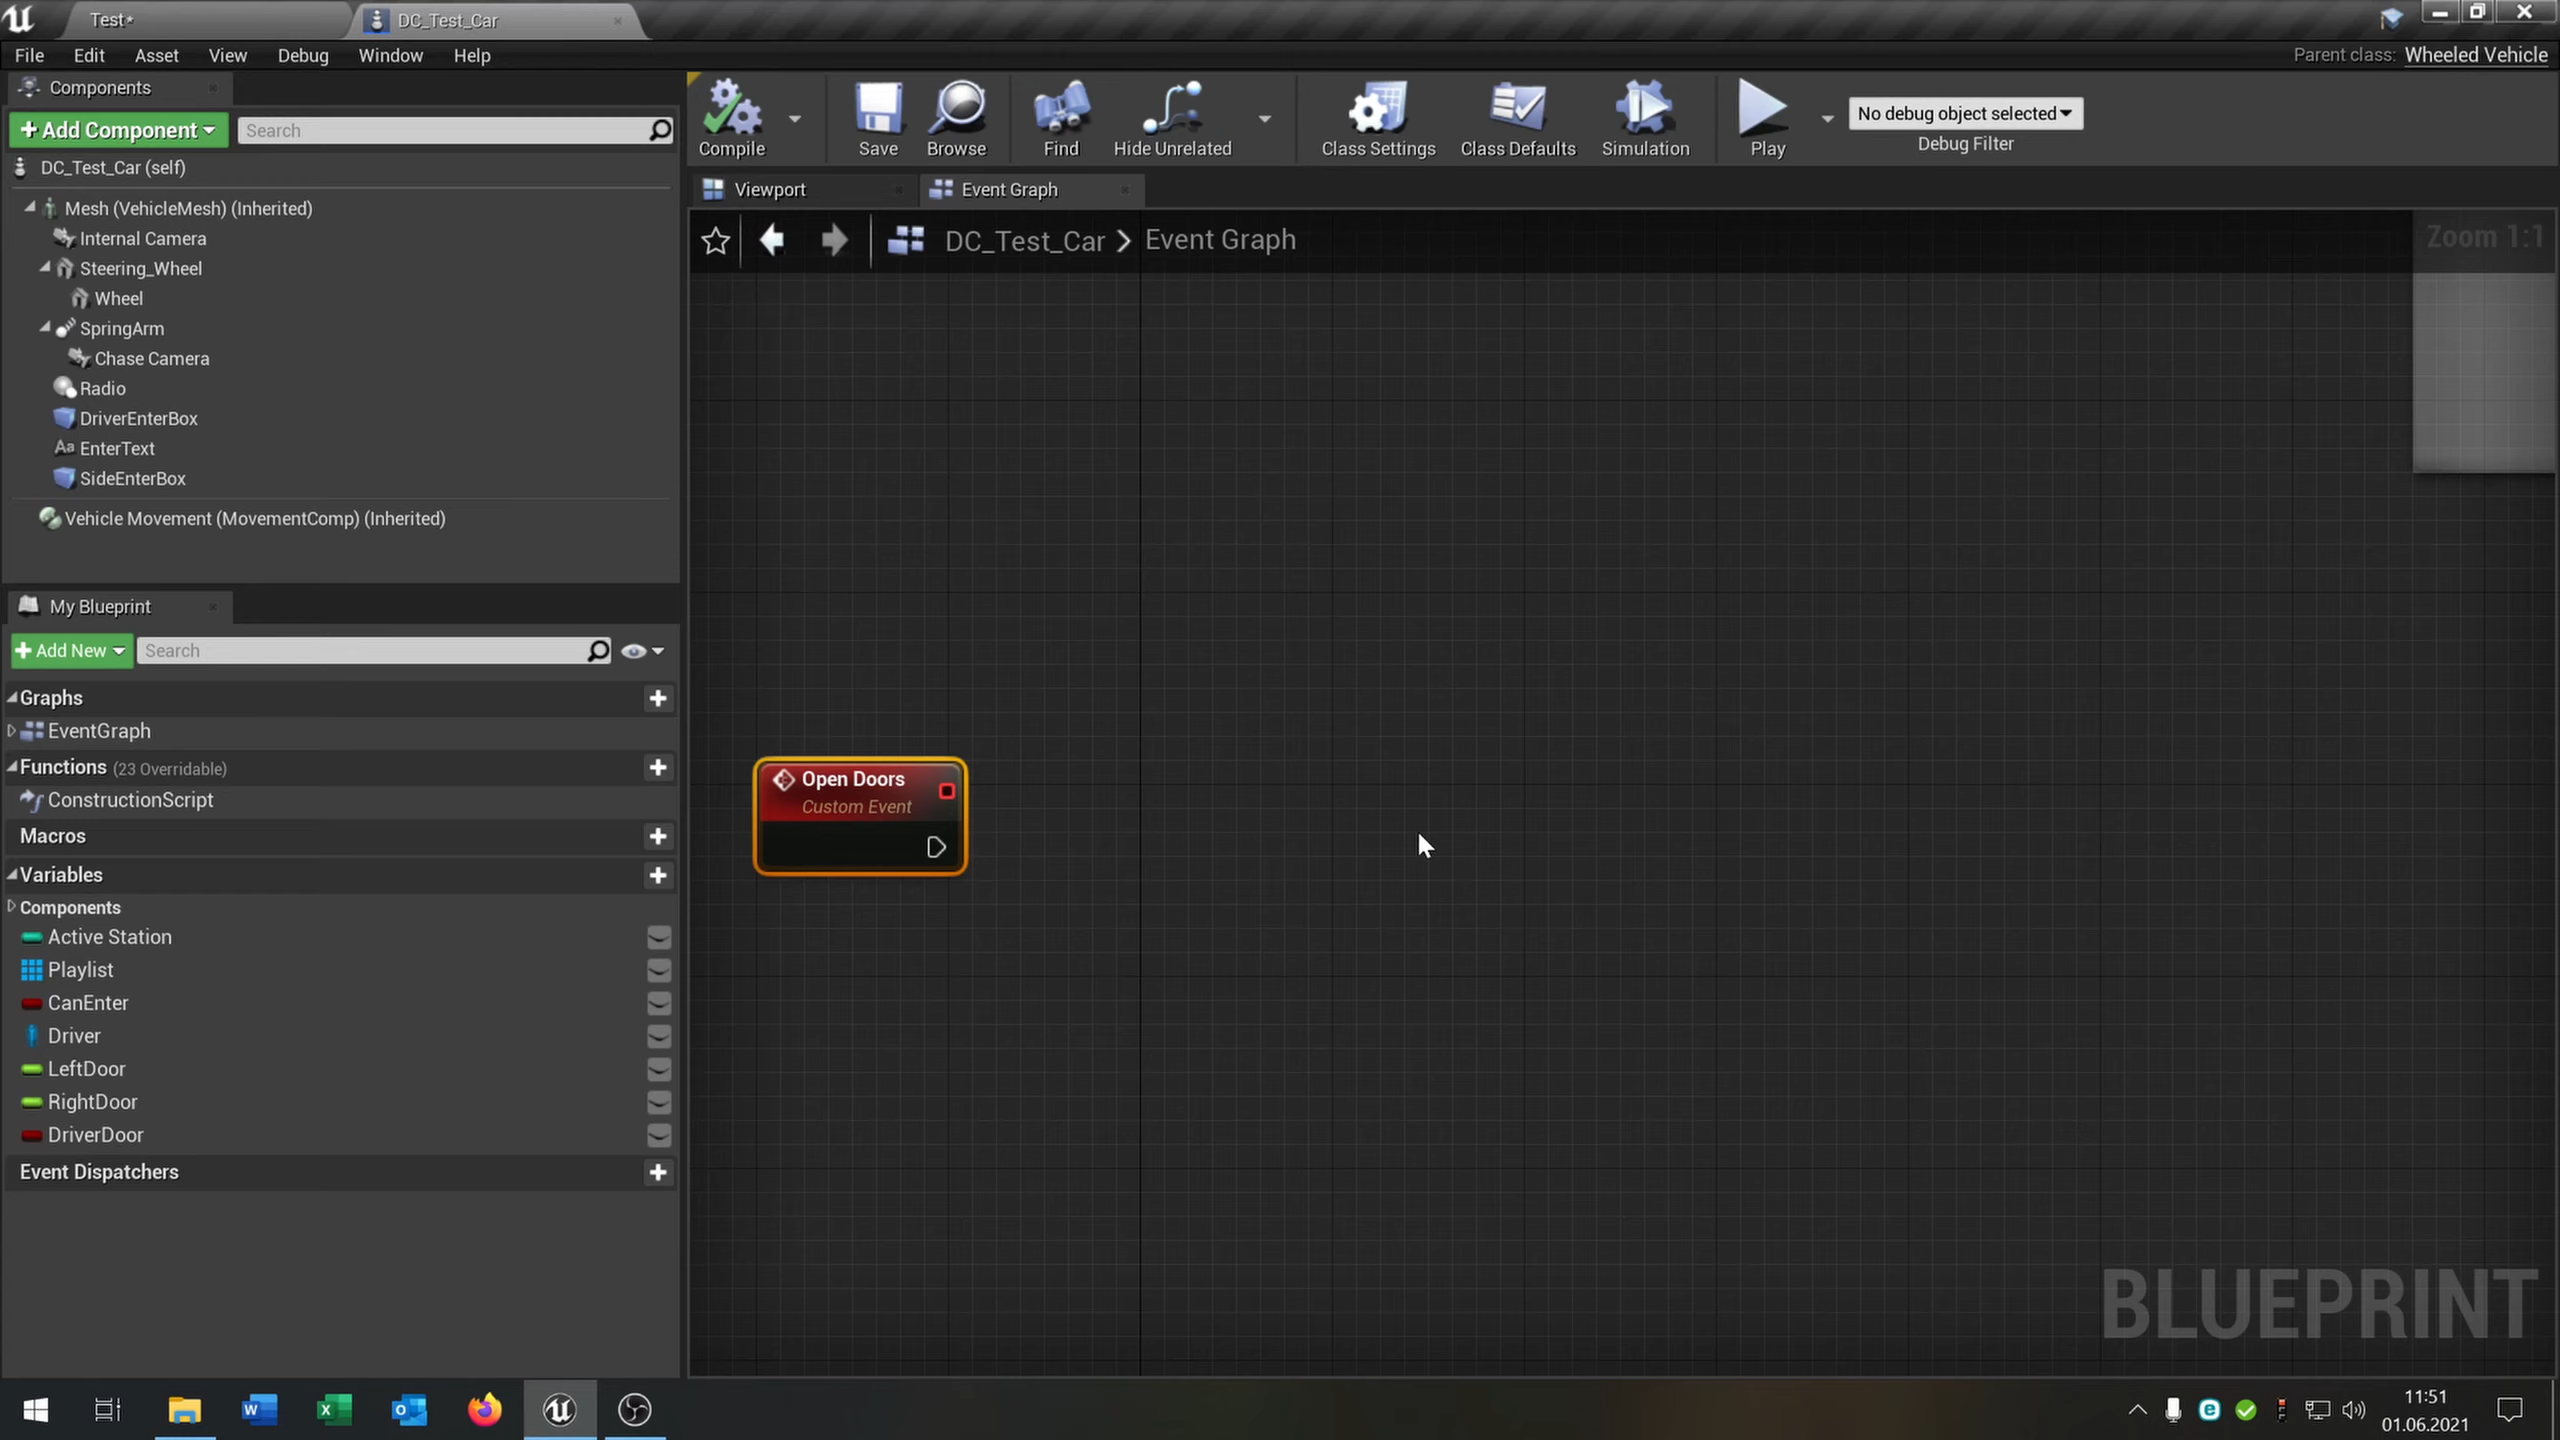 Test*
DC_Test_Car
File Edit Asset View Debug Window Help
Parent class: Wheeled Vehicle
Components
Add Component
Search
DC_Test_Car (self)
Mesh (VehicleMesh) (Inherited)
Internal Camera
Steering_Wheel
Wheel
SpringArm
Chase Camera
Radio
DriverEnterBox
Aa EnterText
SideEnterBox
Vehicle Movement (MovementComp) (Inherited)
My Blueprint
Add New
Search
Graphs
EventGraph
Functions (23 Overridable)
ConstructionScript
Macros
Variables
Components
Active Station
Playlist
CanEnter
Driver
LeftDoor
RightDoor
DriverDoor
Event Dispatchers
Compile
Save
Browse
Find
Hide Unrelated
Class Settings
Class Defaults
Simulation
Play
No debug object selected
Debug Filter
Viewport
Event Graph
DC_Test_Car > Event Graph
Zoom 1:1
Open Doors
Custom Event
BLUEPRINT
11:51
01.06.2021